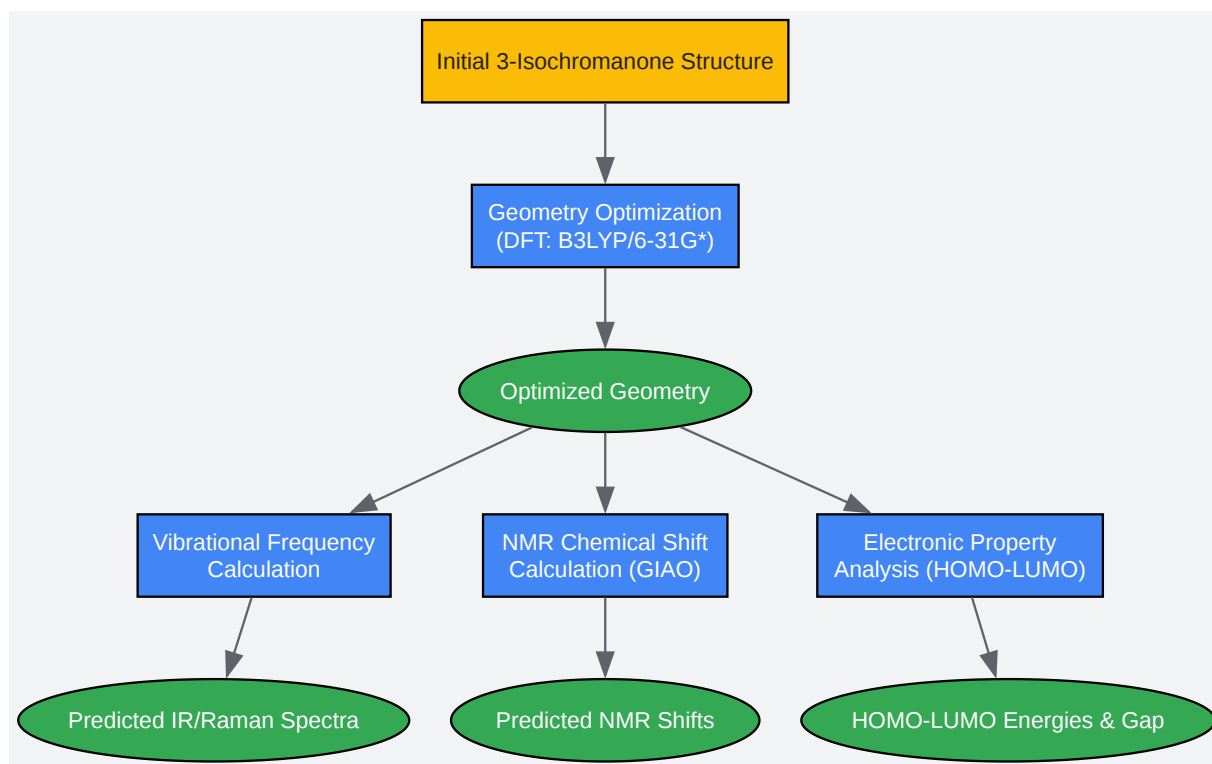 Initial 3-Isochromanone Structure
Geometry Optimization
(DFT: B3LYP/6-31G*)
Optimized Geometry
Vibrational Frequency
Calculation
NMR Chemical Shift
Calculation (GIAO)
Electronic Property
Analysis (HOMO-LUMO)
Predicted IR/Raman Spectra
Predicted NMR Shifts
HOMO-LUMO Energies & Gap